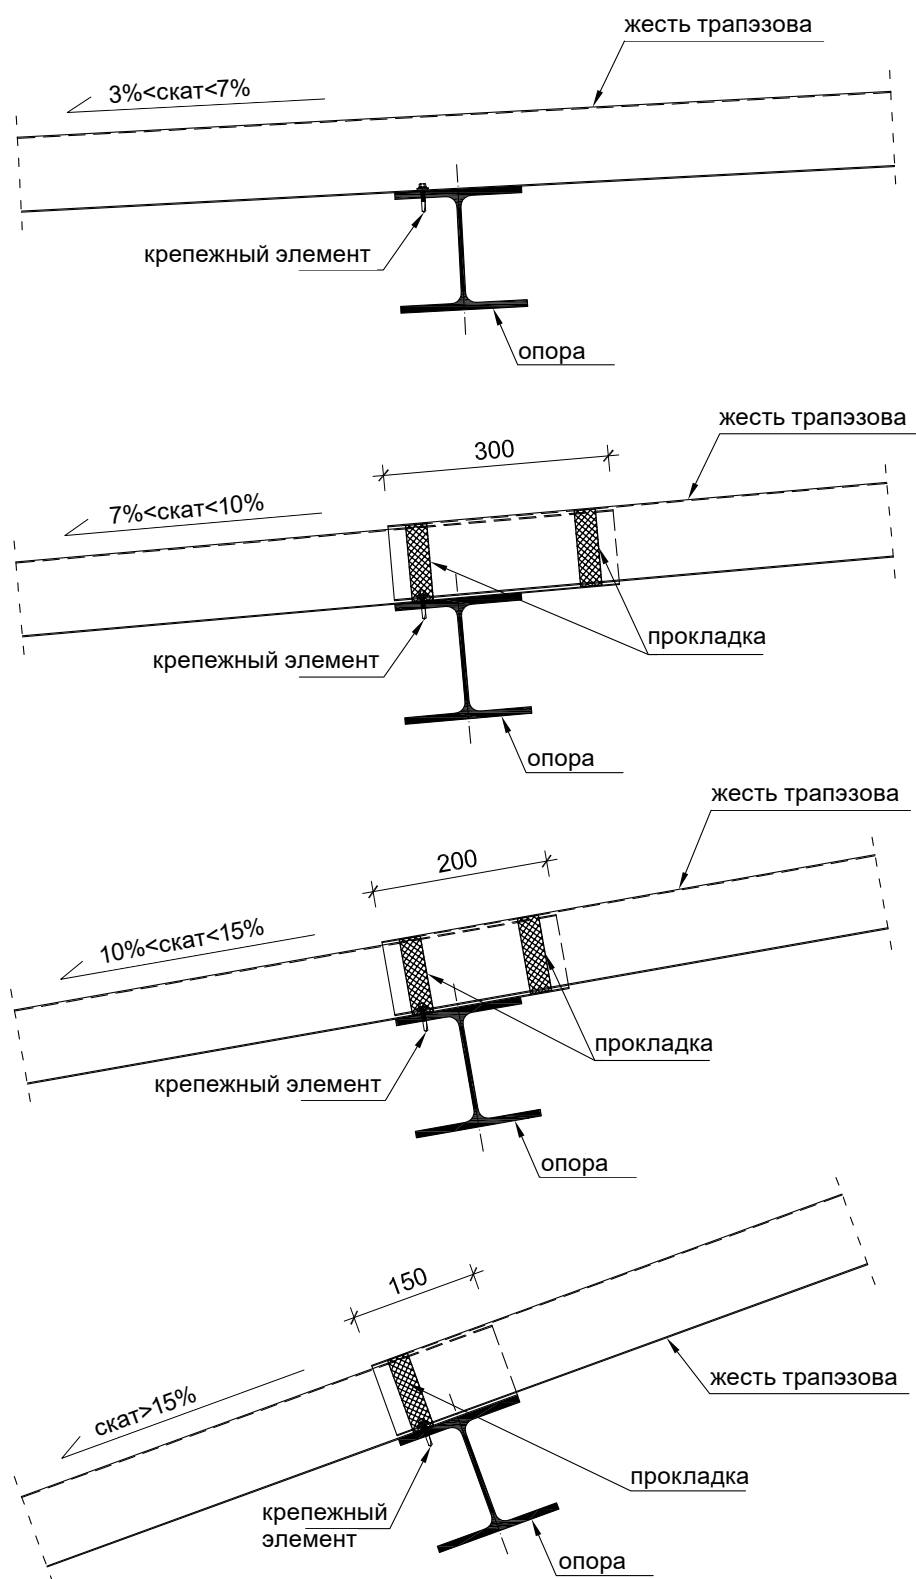 жесть трапэзова
3%<скат<7%
крепежный элемент
опора
жесть трапэзова
300
7%<скат<10%
прокладка
крепежный элемент
опора
жесть трапэзова
200
10%<скат<15%
прокладка
крепежный элемент
опора
150
жесть трапэзова
скат>15%
прокладка
крепежный
элемент
опора